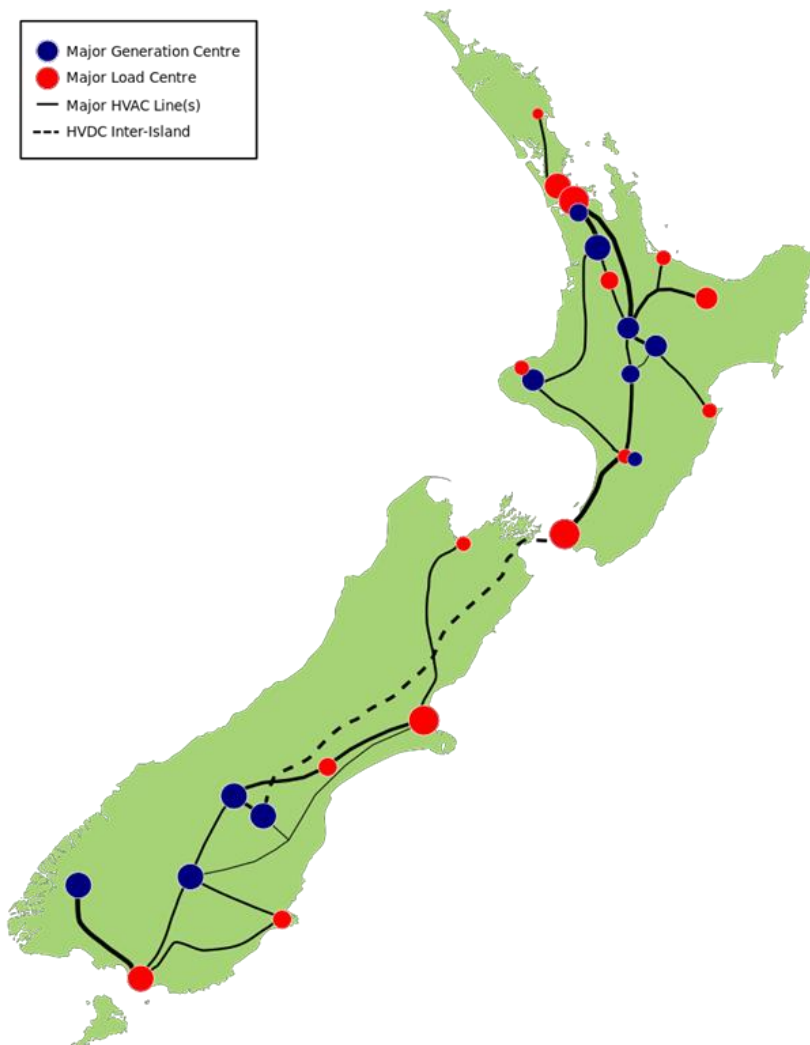 Major Generation Centre
Major Load Centre
Major HVAC Line(s)
HVDC Inter-Island